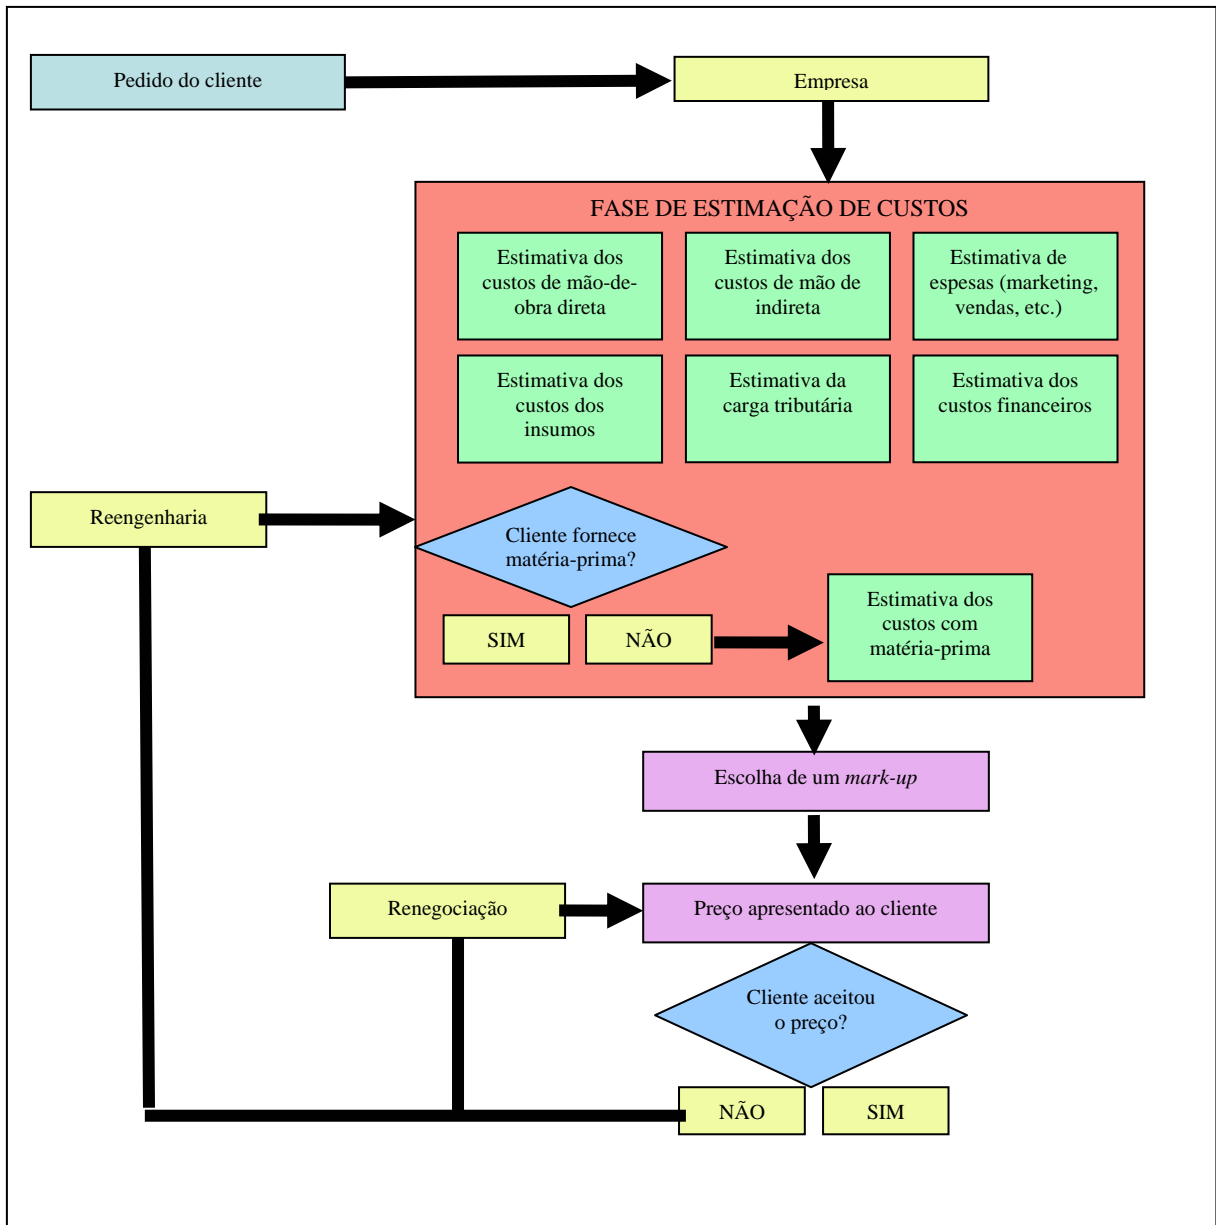 Pedido do cliente
Empresa
FASE DE ESTIMAÇÃO DE CUSTOS
Estimativa dos
custos de mão-de-
obra direta
Estimativa dos
custos de mão de
indireta
Estimativa de
espesas (marketing,
vendas, etc.)
Estimativa dos
custos dos
insumos
Estimativa da
carga tributária
Estimativa dos
custos financeiros
Reengenharia
Cliente fornece
matéria-prima?
SIM
NÃO
Estimativa dos
custos com
matéria-prima
Escolha de um mark-up
Renegociação
Preço apresentado ao cliente
Cliente aceitou
o preço?
NÃO
SIM